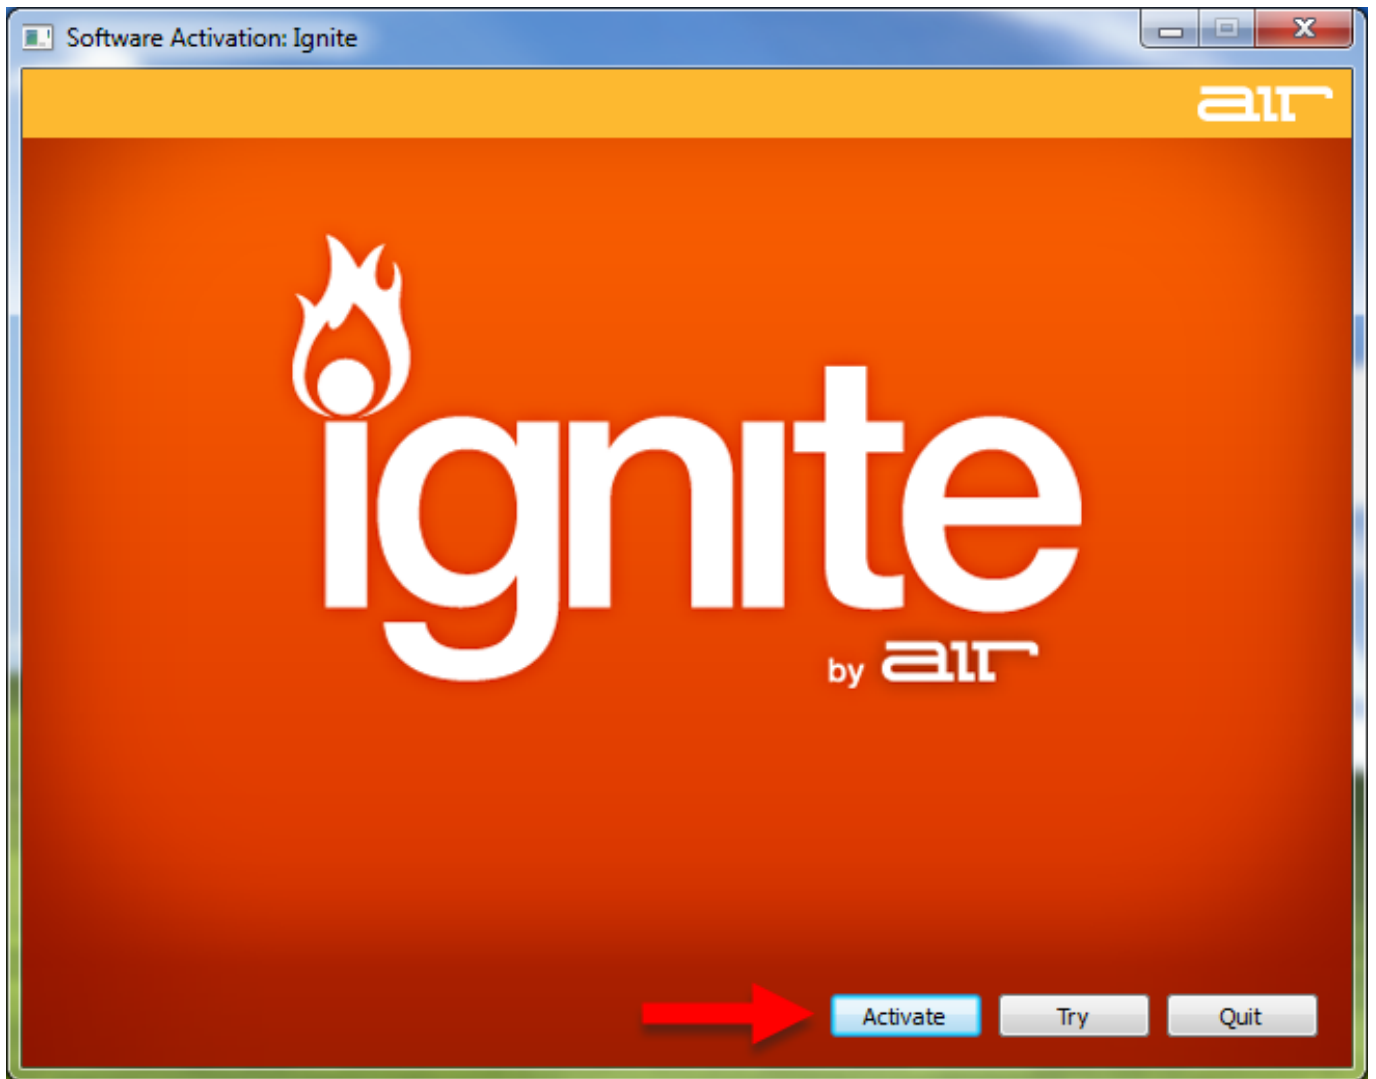 Software Activation: Ignite
air
ignite
by air
Activate Try Quit